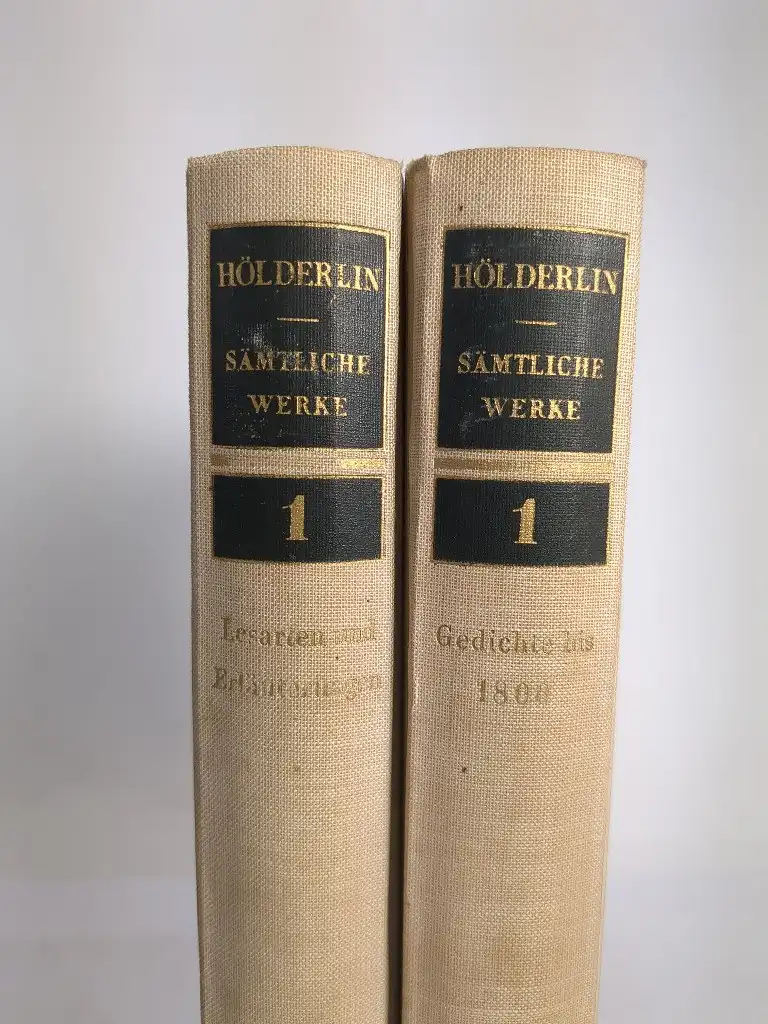 HÖLDERLIN
SÄMTLICHE
WERKE
1
Lesarten und
Erläuterungen
HÖLDERLIN
SÄMTLICHE
WERKE
1
Gedichte bis
1800